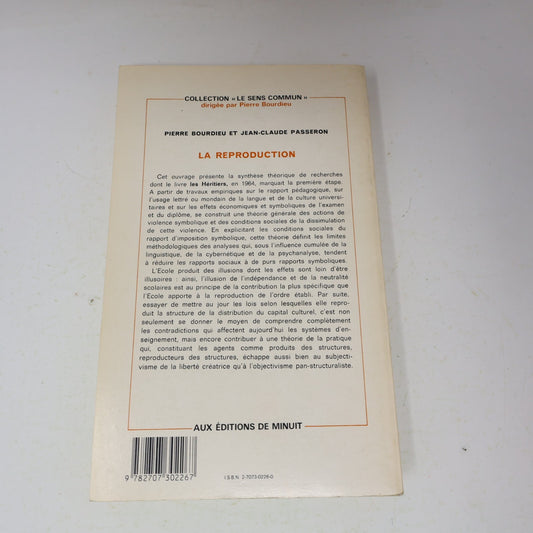 COLLECTION « LE SENS COMMUN »
dirigée par Pierre Bourdieu
PIERRE BOURDIEU ET JEAN-CLAUDE PASSERON
LA REPRODUCTION
Cet ouvrage présente la synthèse théorique de recherches
dont le livre les Héritiers, en 1964, marquait la première étape.
A partir de travaux empiriques sur le rapport pédagogique, sur
l'usage lettré ou mondain de la langue et de la culture universi-
taires et sur les effets économiques et symboliques de l'examen
et du diplôme, se construit une théorie générale des actions de
violence symbolique et des conditions sociales de la dissimulation
de cette violence. En explicitant les conditions sociales du
rapport d'imposition symbolique, cette théorie définit les limites
méthodologiques des analyses qui, sous l'influence cumulée de la
linguistique, de la cybernétique et de la psychanalyse, tendent
à réduire les rapports sociaux à de purs rapports symboliques.
L'Ecole produit des illusions dont les effets sont loin d'être
illusoires : ainsi, l'illusion de l'indépendance et de la neutralité
scolaires est au principe de la contribution la plus spécifique que
l'Ecole apporte à la reproduction de l'ordre établi. Par suite,
essayer de mettre au jour les lois selon lesquelles elle repro-
duit la structure de la distribution du capital culturel, c'est non
seulement se donner le moyen de comprendre complètement
les contradictions qui affectent aujourd'hui les systèmes d'en-
seignement, mais encore contribuer à une théorie de la pratique
qui, constituant les agents comme produits des structures,
reproducteurs des structures, échappe aussi bien au subjecti-
visme de la liberté créatrice qu'à l'objectivisme pan-structuraliste.
AUX ÉDITIONS DE MINUIT
9 782707 302267
I.S.B.N. 2-7073-0226-0